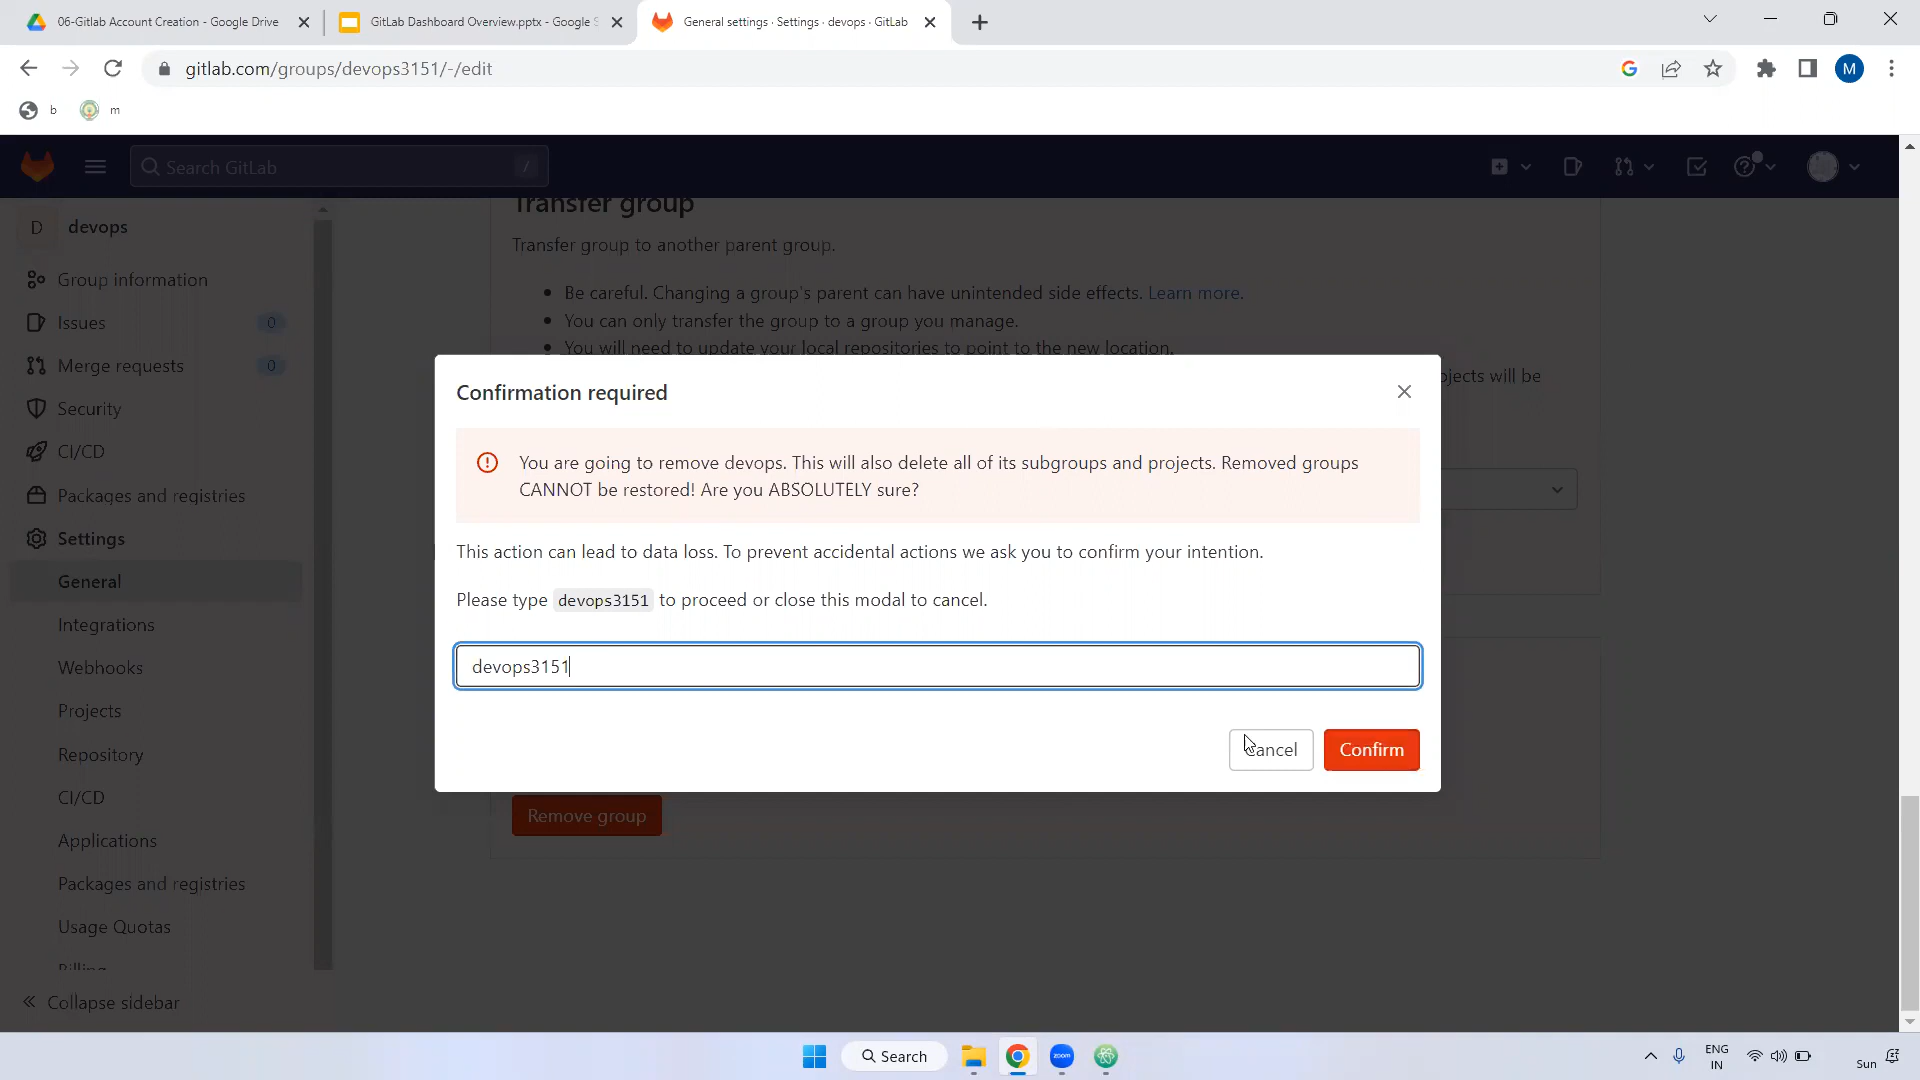 06-Gitlab Account Creation - Google Drive
GitLab Dashboard Overview.pptx - Google S
General settings · Settings · devops · GitLab
gitlab.com/groups/devops3151/-/edit
M
b
m
Search GitLab
/
D
devops
Group information
Issues
0
Merge requests
0
Security
CI/CD
Packages and registries
Settings
General
Integrations
Webhooks
Projects
Repository
CI/CD
Applications
Packages and registries
Usage Quotas
Billing
Collapse sidebar
Transfer group
Transfer group to another parent group.
Be careful. Changing a group's parent can have unintended side effects. Learn more.
You can only transfer the group to a group you manage.
You will need to update your local repositories to point to the new location.
ojects will be
Confirmation required
You are going to remove devops. This will also delete all of its subgroups and projects. Removed groups
CANNOT be restored! Are you ABSOLUTELY sure?
This action can lead to data loss. To prevent accidental actions we ask you to confirm your intention.
Please type devops3151 to proceed or close this modal to cancel.
devops3151
Cancel
Confirm
Remove group
Search
zoom
ENG
IN
Sun